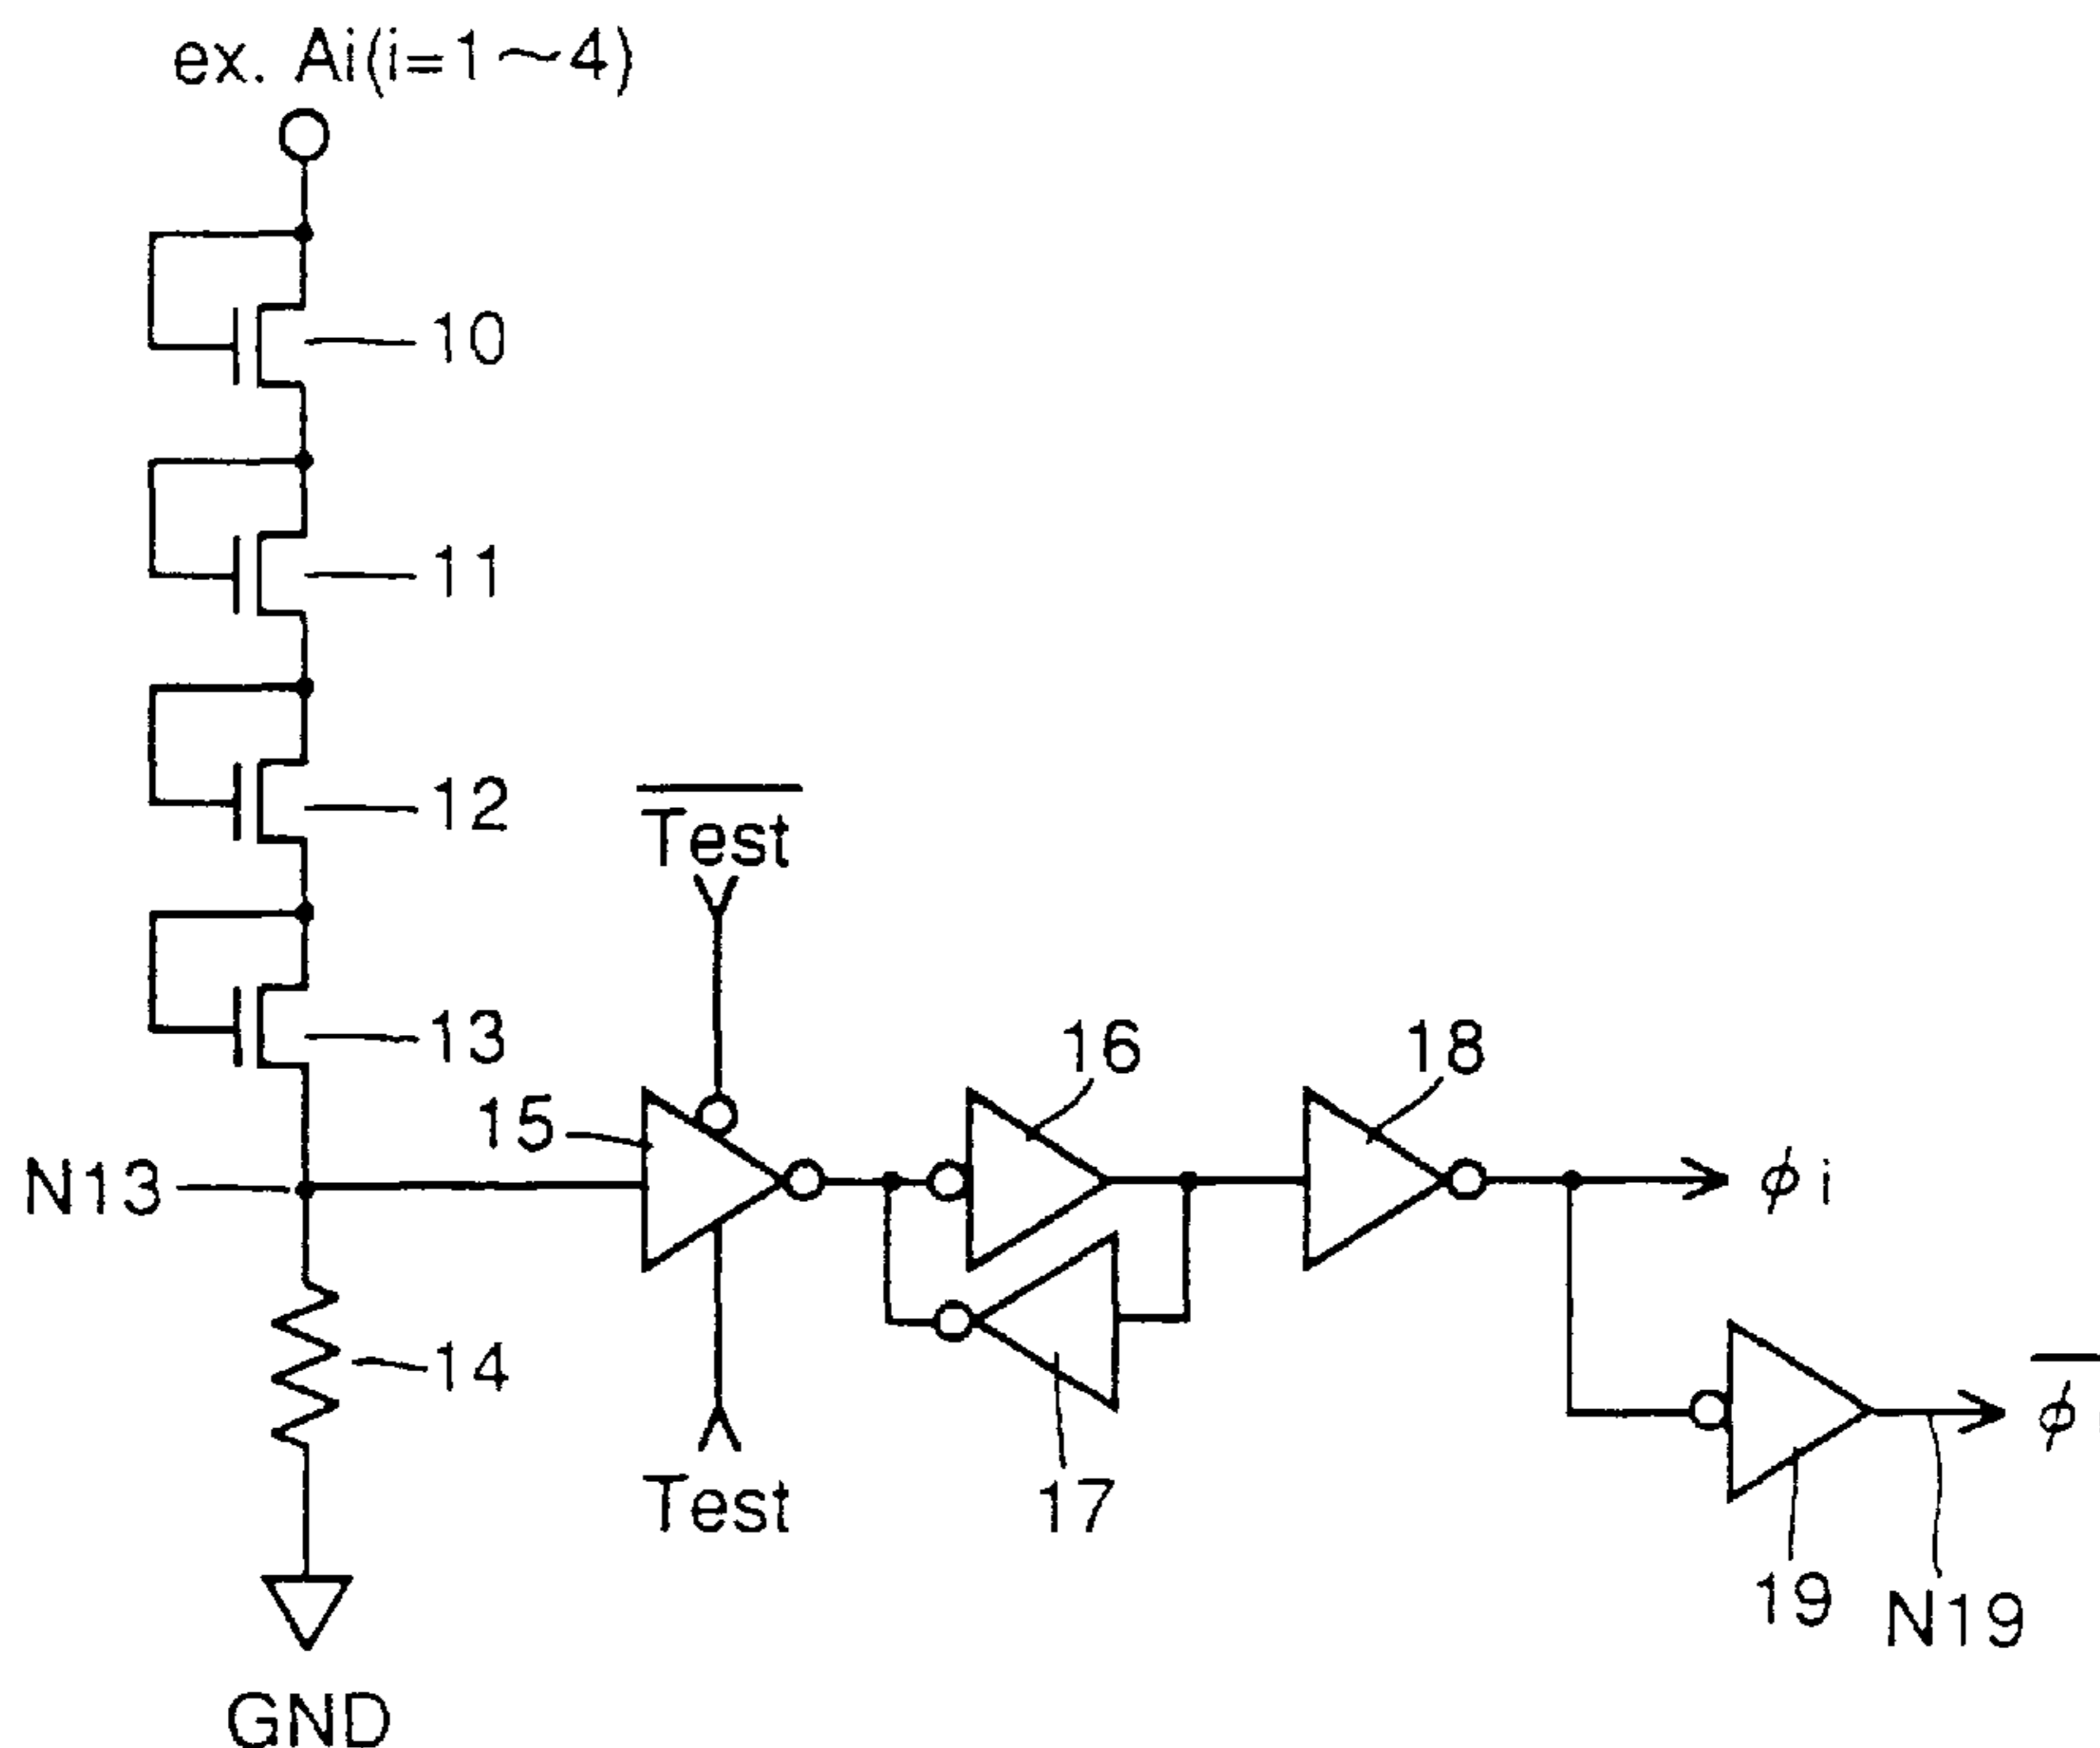 ex. Ai(i=1～4)
10
11
12
T̅e̅s̅t̅
13
16
18
15
N13
ϕi
14
ϕ̅
Test
17
19
N19
GND